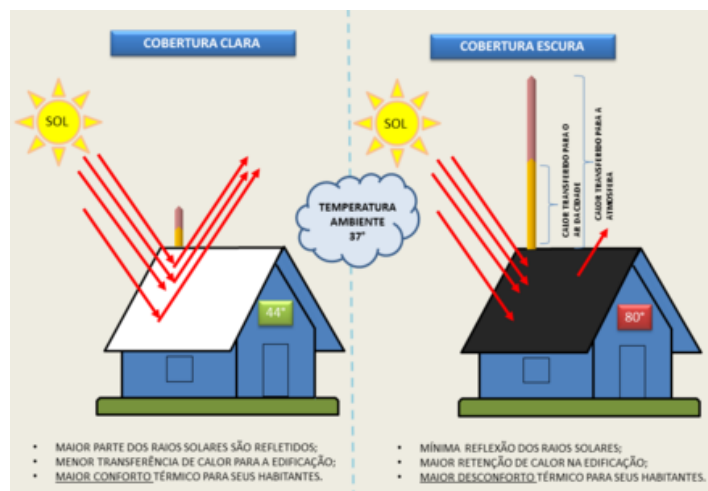 COBERTURA CLARA
SOL
44°
• MAIOR PARTE DOS RAIOS SOLARES SÃO REFLETIDOS;
• MENOR TRANSFERÊNCIA DE CALOR PARA A EDIFICAÇÃO;
• MAIOR CONFORTO TÉRMICO PARA SEUS HABITANTES.
TEMPERATURA
AMBIENTE
37°
COBERTURA ESCURA
SOL
CALOR TRANSFERIDO PARA O
AR DA CIDADE
CALOR TRANSFERIDO PARA A
ATMOSFERA
80°
• MÍNIMA REFLEXÃO DOS RAIOS SOLARES;
• MAIOR RETENÇÃO DE CALOR NA EDIFICAÇÃO;
• MAIOR DESCONFORTO TÉRMICO PARA SEUS HABITANTES.